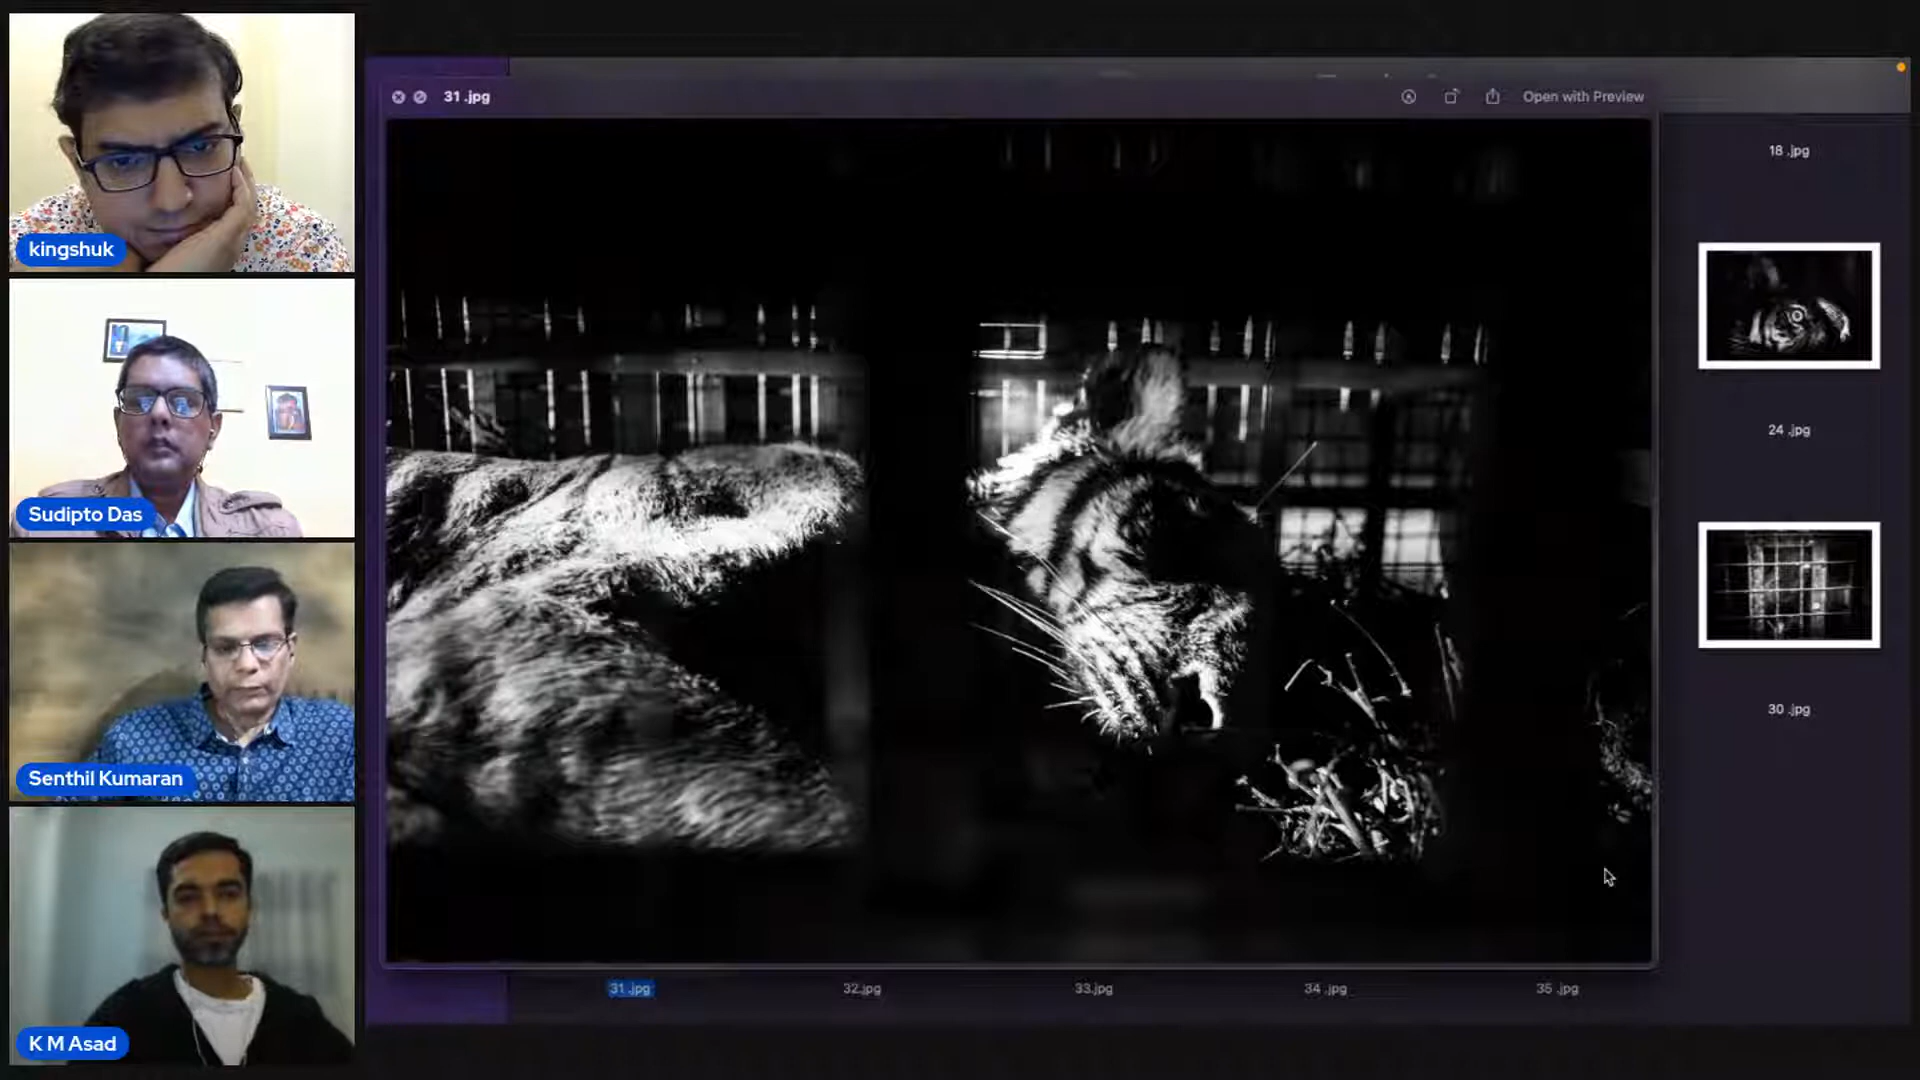 kingshuk
Sudipto Das
Senthil Kumaran
K M Asad
31 .jpg
Open with Preview
18 .jpg
24 .jpg
30 .jpg
31 .jpg
32.jpg
33.jpg
34 .jpg
35 .jpg